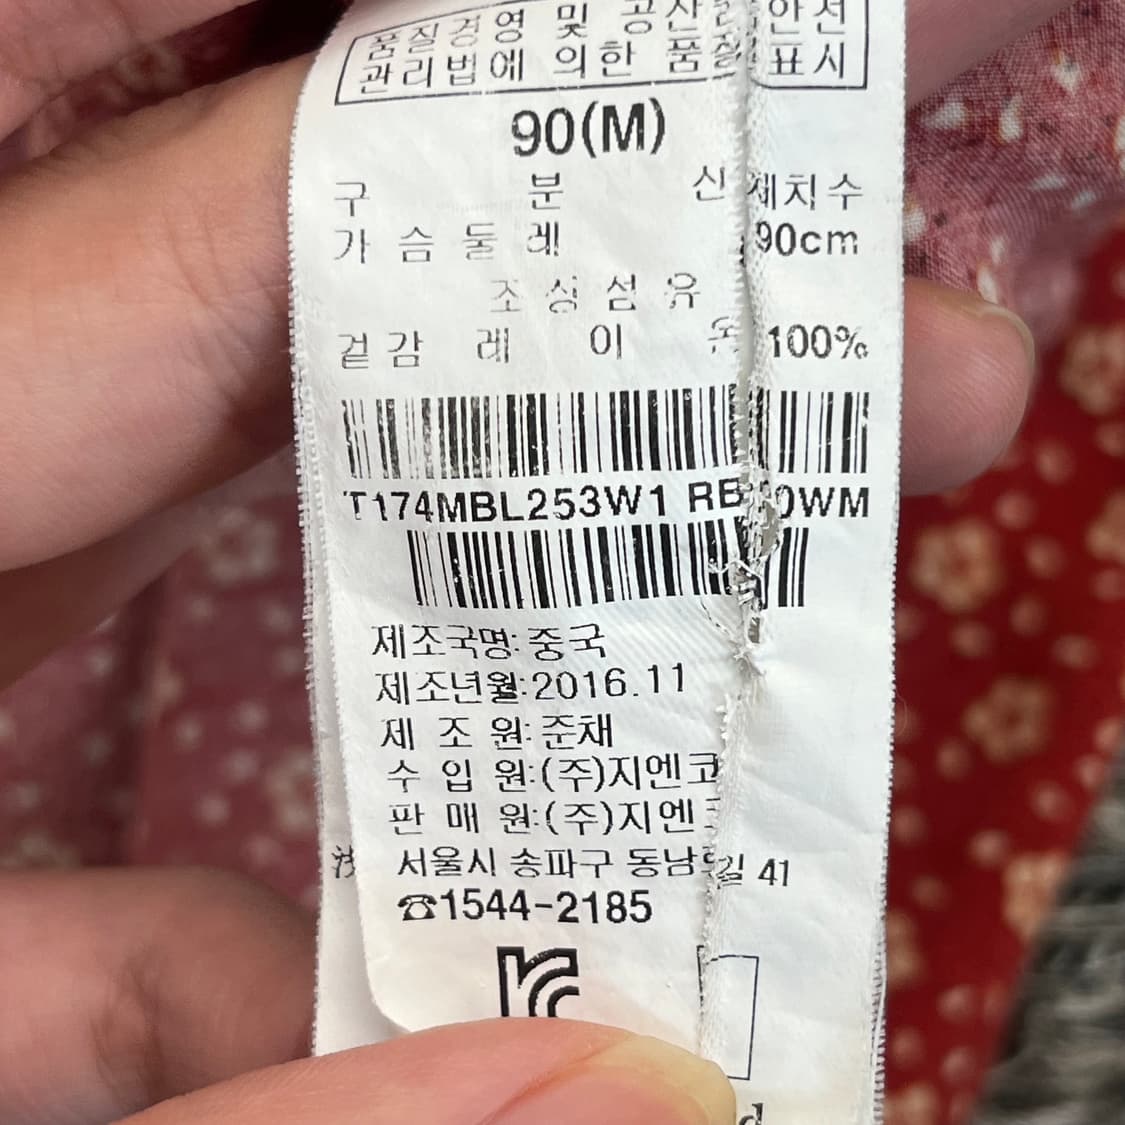 품질경영 및 공산품안전
관리법에 의한 품질표시
90(M)
구 분 신체치수
가 슴 둘 레 90cm
조 성 섬 유
겉감 레 이 온 100%
T174MBL253W1 0WM
제조국명:중국
제조년월:2016.11
제 조 원:준채
수 입 원:(주)지엔코
판 매 원:(주)지엔코
서울시 송파구 동남로길 41
☎1544-2185